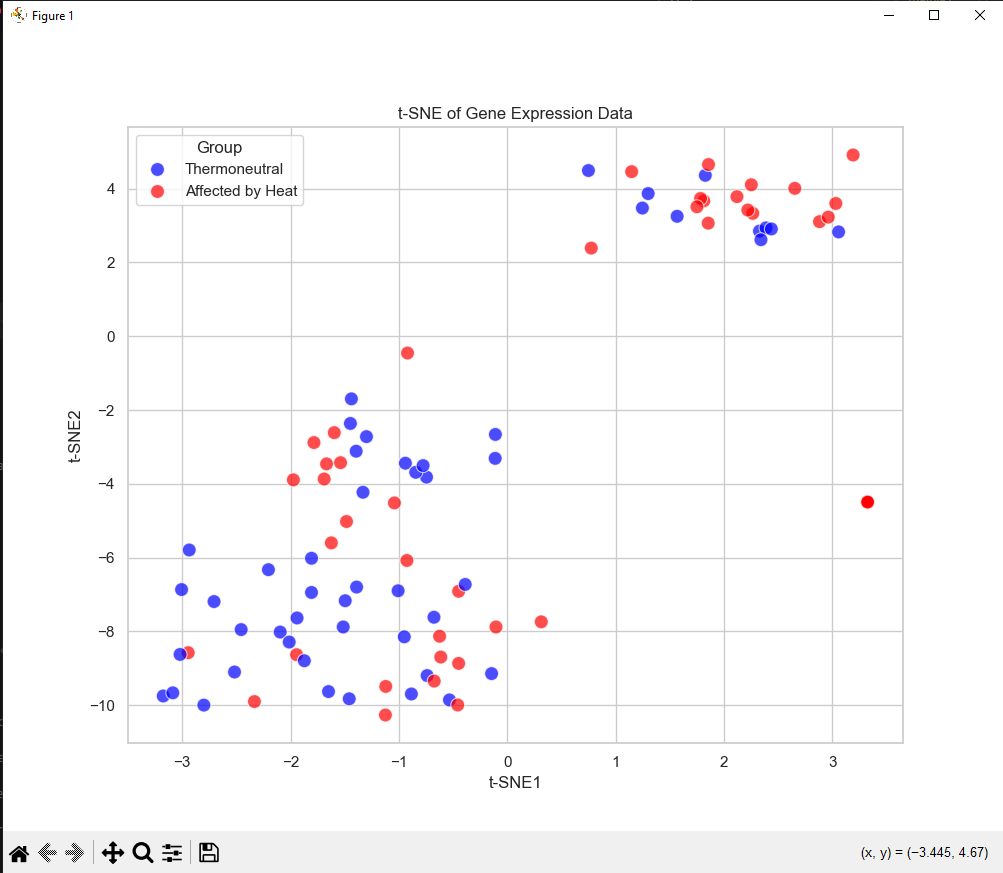 Figure 1
t-SNE of Gene Expression Data
Group
Thermoneutral
Affected by Heat
4
2
0
−2
−4
−6
−8
−10
t-SNE2
−3
−2
−1
0
1
2
3
t-SNE1
(x, y) = (−3.445, 4.67)